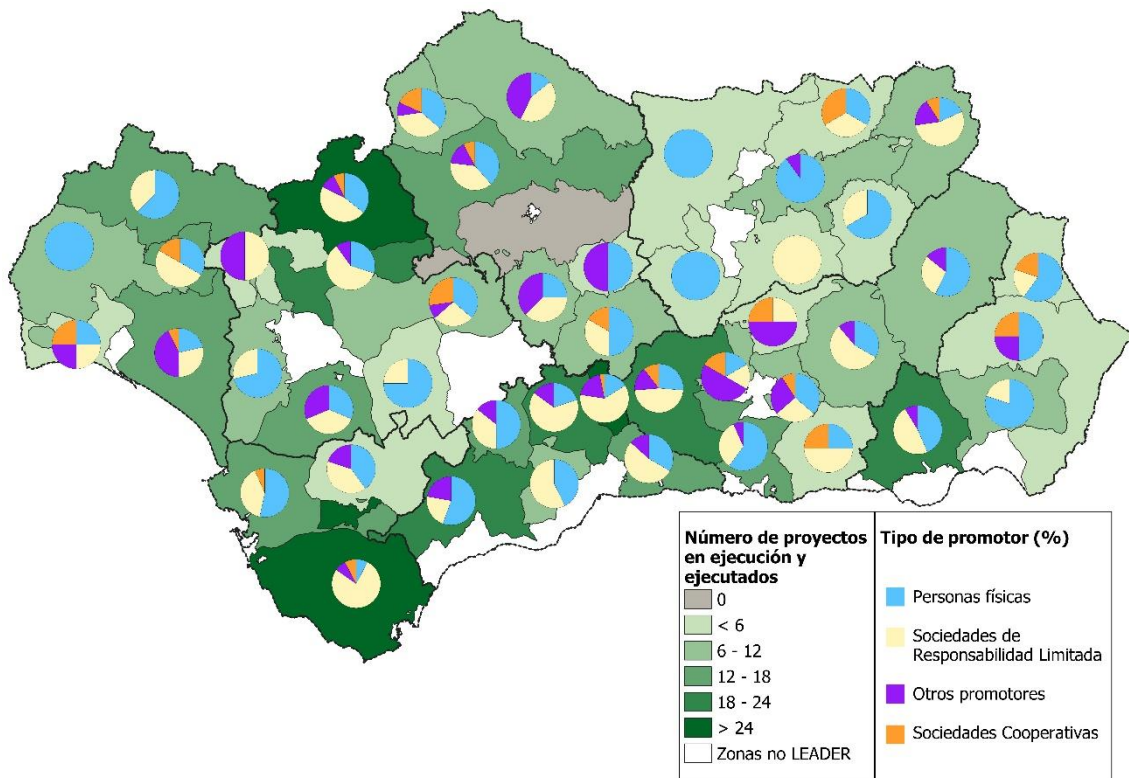 Número de proyectos
en ejecución y
ejecutados
0
< 6
6 - 12
12 - 18
18 - 24
> 24
Zonas no LEADER
Tipo de promotor (%)
Personas físicas
Sociedades de
Responsabilidad Limitada
Otros promotores
Sociedades Cooperativas